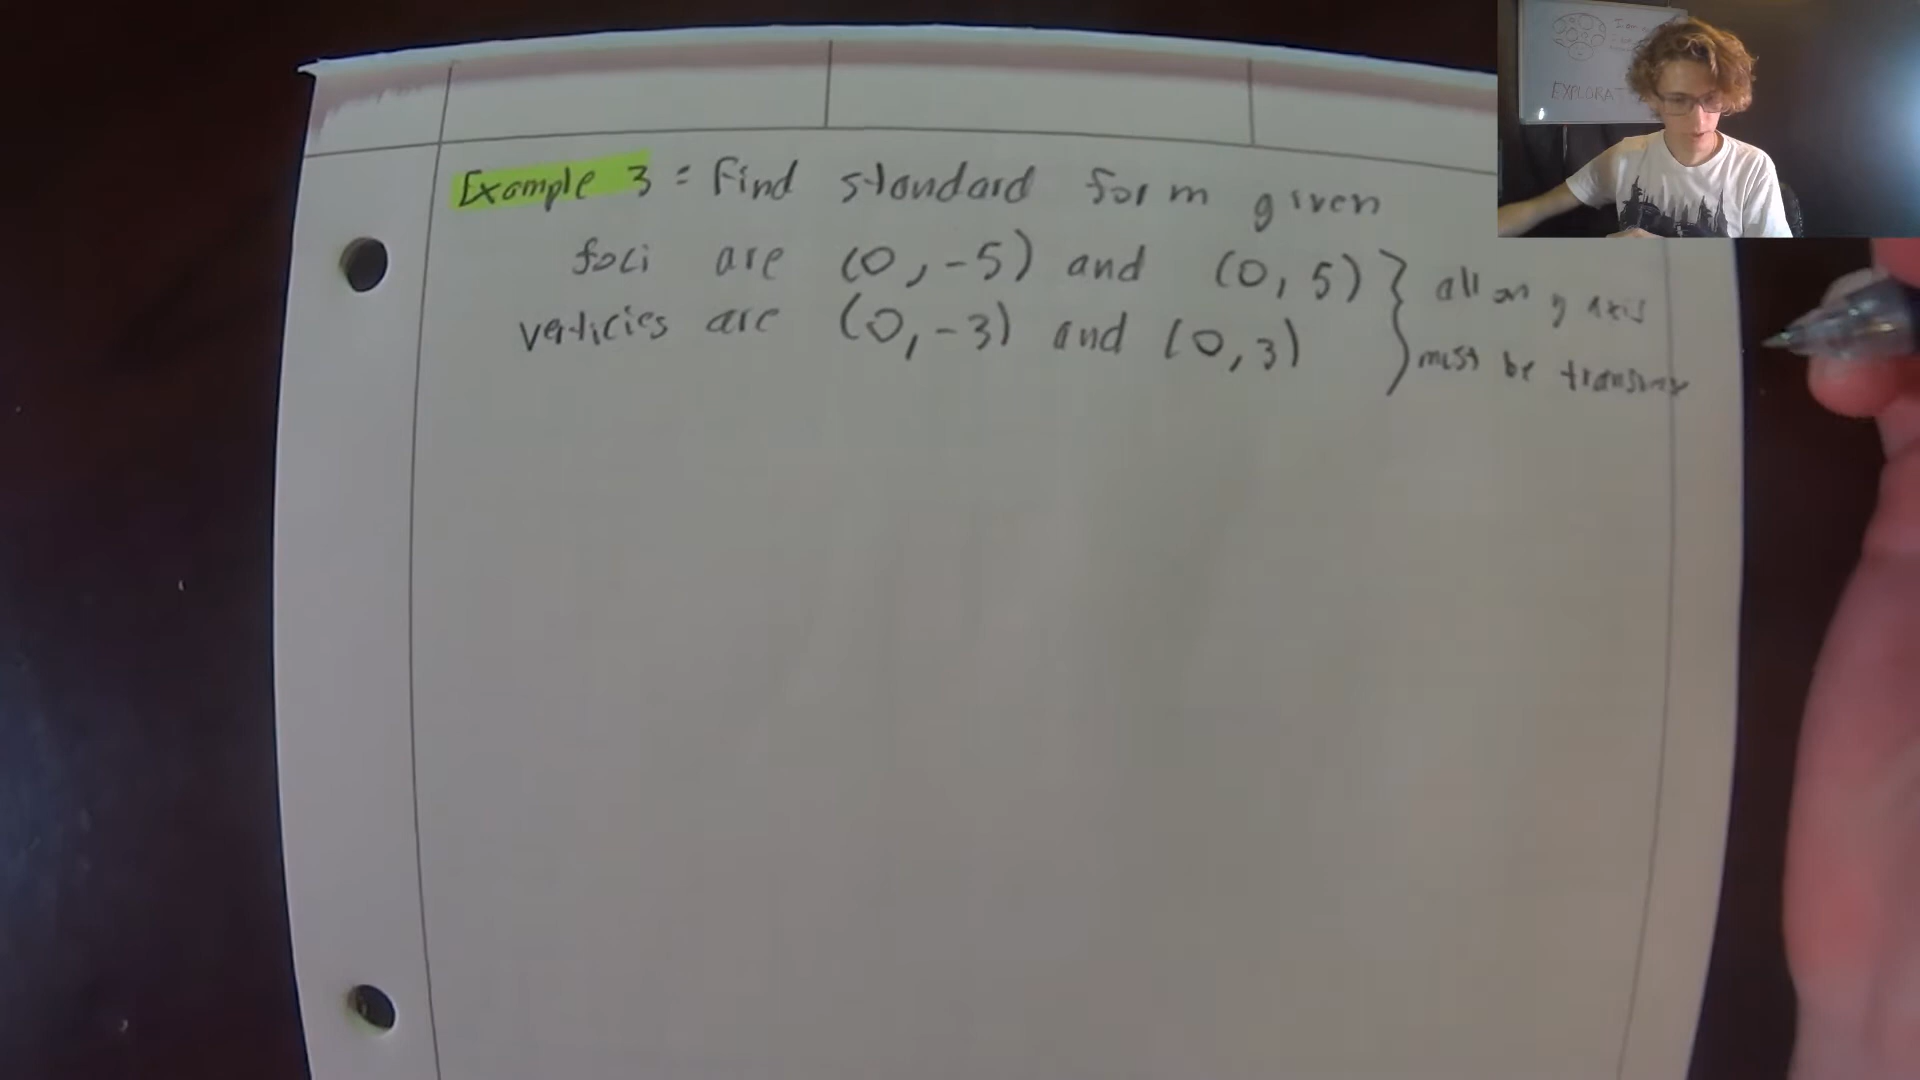 Example 3 : Find standard form given
foci are (0,-5) and (0,5) } all on y axis
verticies are (0,-3) and (0,3) } must be
EXPLORAT